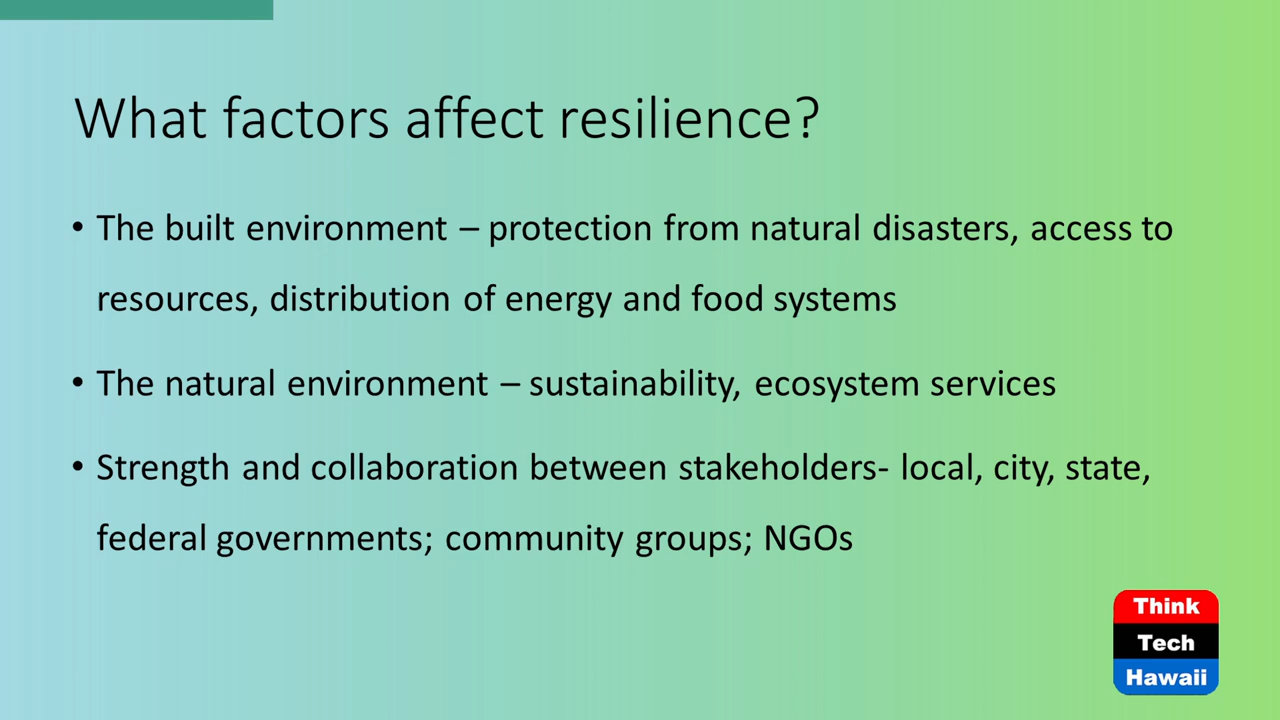 What factors affect resilience?
• The built environment – protection from natural disasters, access to
resources, distribution of energy and food systems
• The natural environment – sustainability, ecosystem services
• Strength and collaboration between stakeholders- local, city, state,
federal governments; community groups; NGOs
Think
Tech
Hawaii